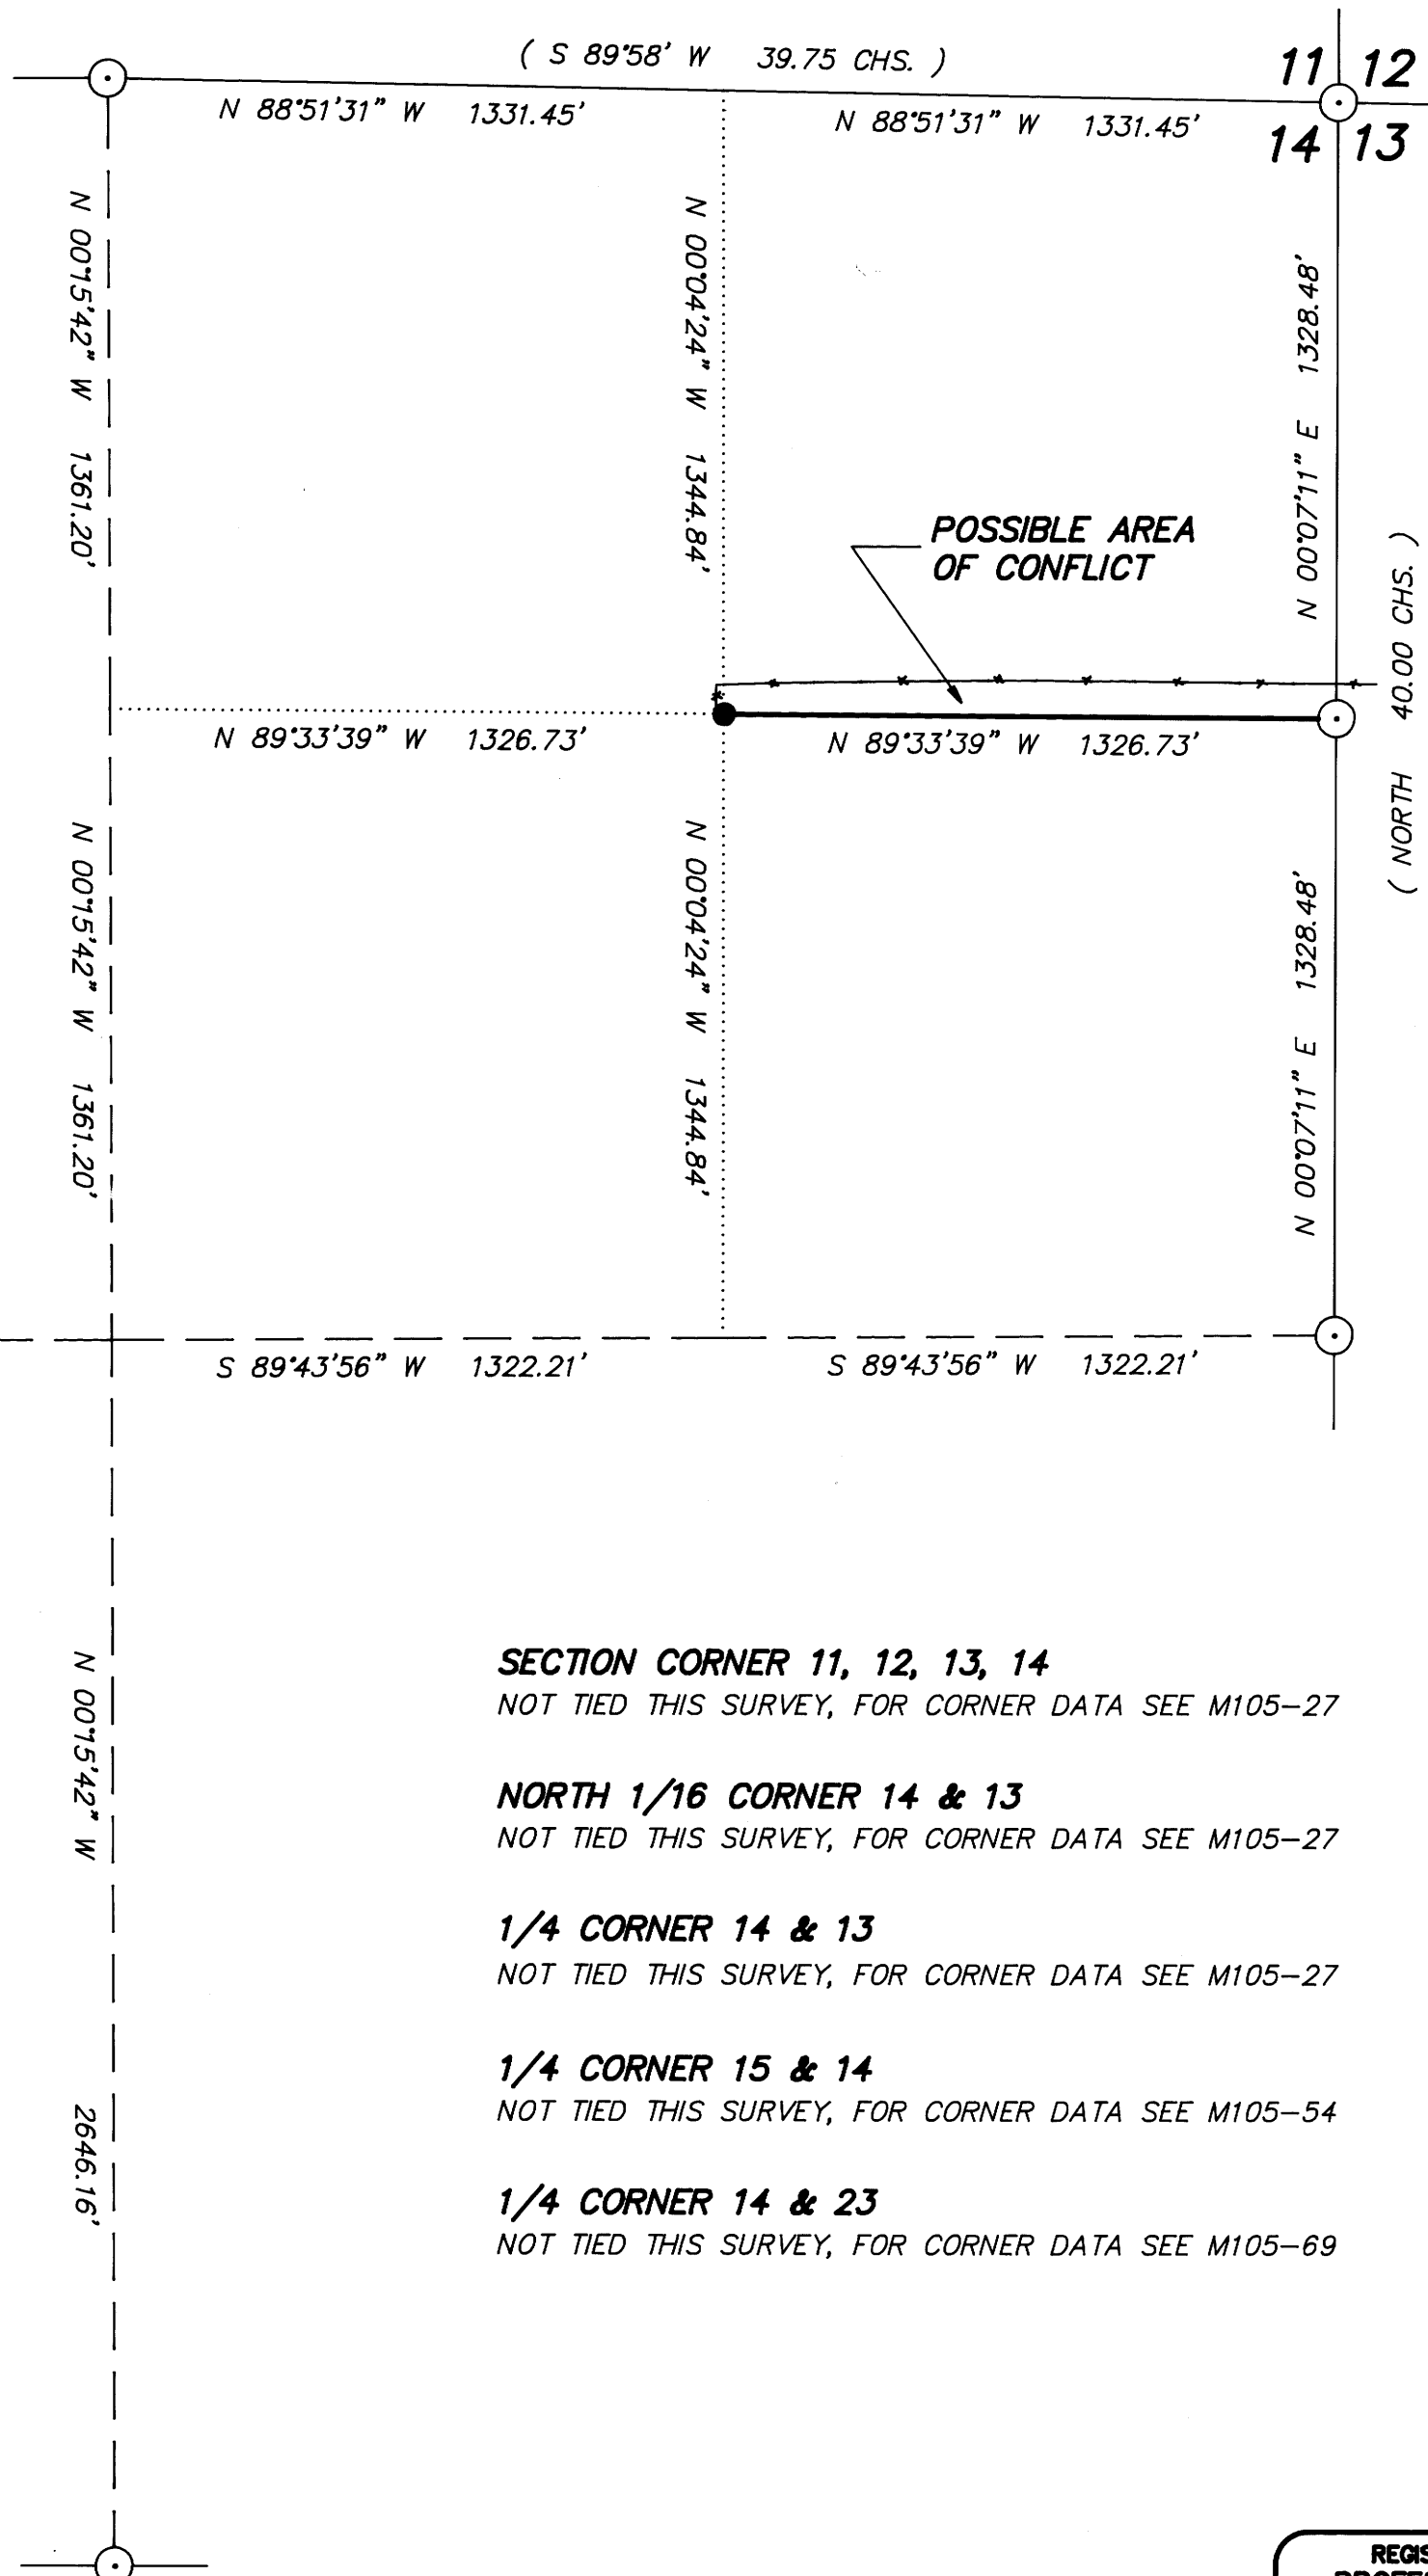 ( S 89°58' W 39.75 CHS. )
11 12
N 88°51'31" W 1331.45'
N 88°51'31" W 1331.45'
14 13
N 00°15'42" W 1361.20'
N 00°04'24" W 1344.84'
N 00°07'11" E 1328.48'
POSSIBLE AREA
OF CONFLICT
( NORTH 40.00 CHS. )
N 89°33'39" W 1326.73'
N 89°33'39" W 1326.73'
N 00°15'42" W 1361.20'
N 00°04'24" W 1344.84'
N 00°07'11" E 1328.48'
S 89°43'56" W 1322.21'
S 89°43'56" W 1322.21'
N 00°15'42" W 2646.16'
SECTION CORNER 11, 12, 13, 14
NOT TIED THIS SURVEY, FOR CORNER DATA SEE M105-27
NORTH 1/16 CORNER 14 & 13
NOT TIED THIS SURVEY, FOR CORNER DATA SEE M105-27
1/4 CORNER 14 & 13
NOT TIED THIS SURVEY, FOR CORNER DATA SEE M105-27
1/4 CORNER 15 & 14
NOT TIED THIS SURVEY, FOR CORNER DATA SEE M105-54
1/4 CORNER 14 & 23
NOT TIED THIS SURVEY, FOR CORNER DATA SEE M105-69
REGIS